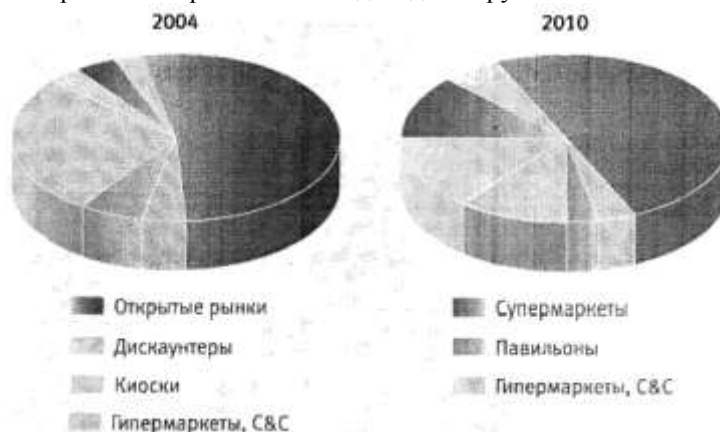 2004
2010
Открытые рынки
Дискаунтеры
Киоски
Гипермаркеты, C&C
Супермаркеты
Павильоны
Гипермаркеты, C&C